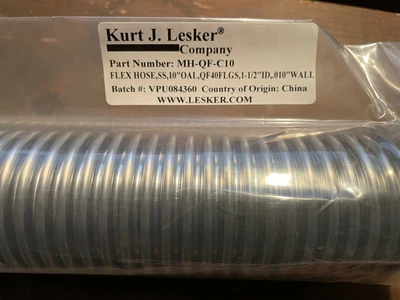 Kurt J. Lesker®
Company
Part Number: MH-QF-C10
FLEX HOSE,SS,10"OAL,QF40FLGS,1-1/2"ID,.010"WALL
Batch #: VPU084360 Country of Origin: China
WWW.LESKER.COM